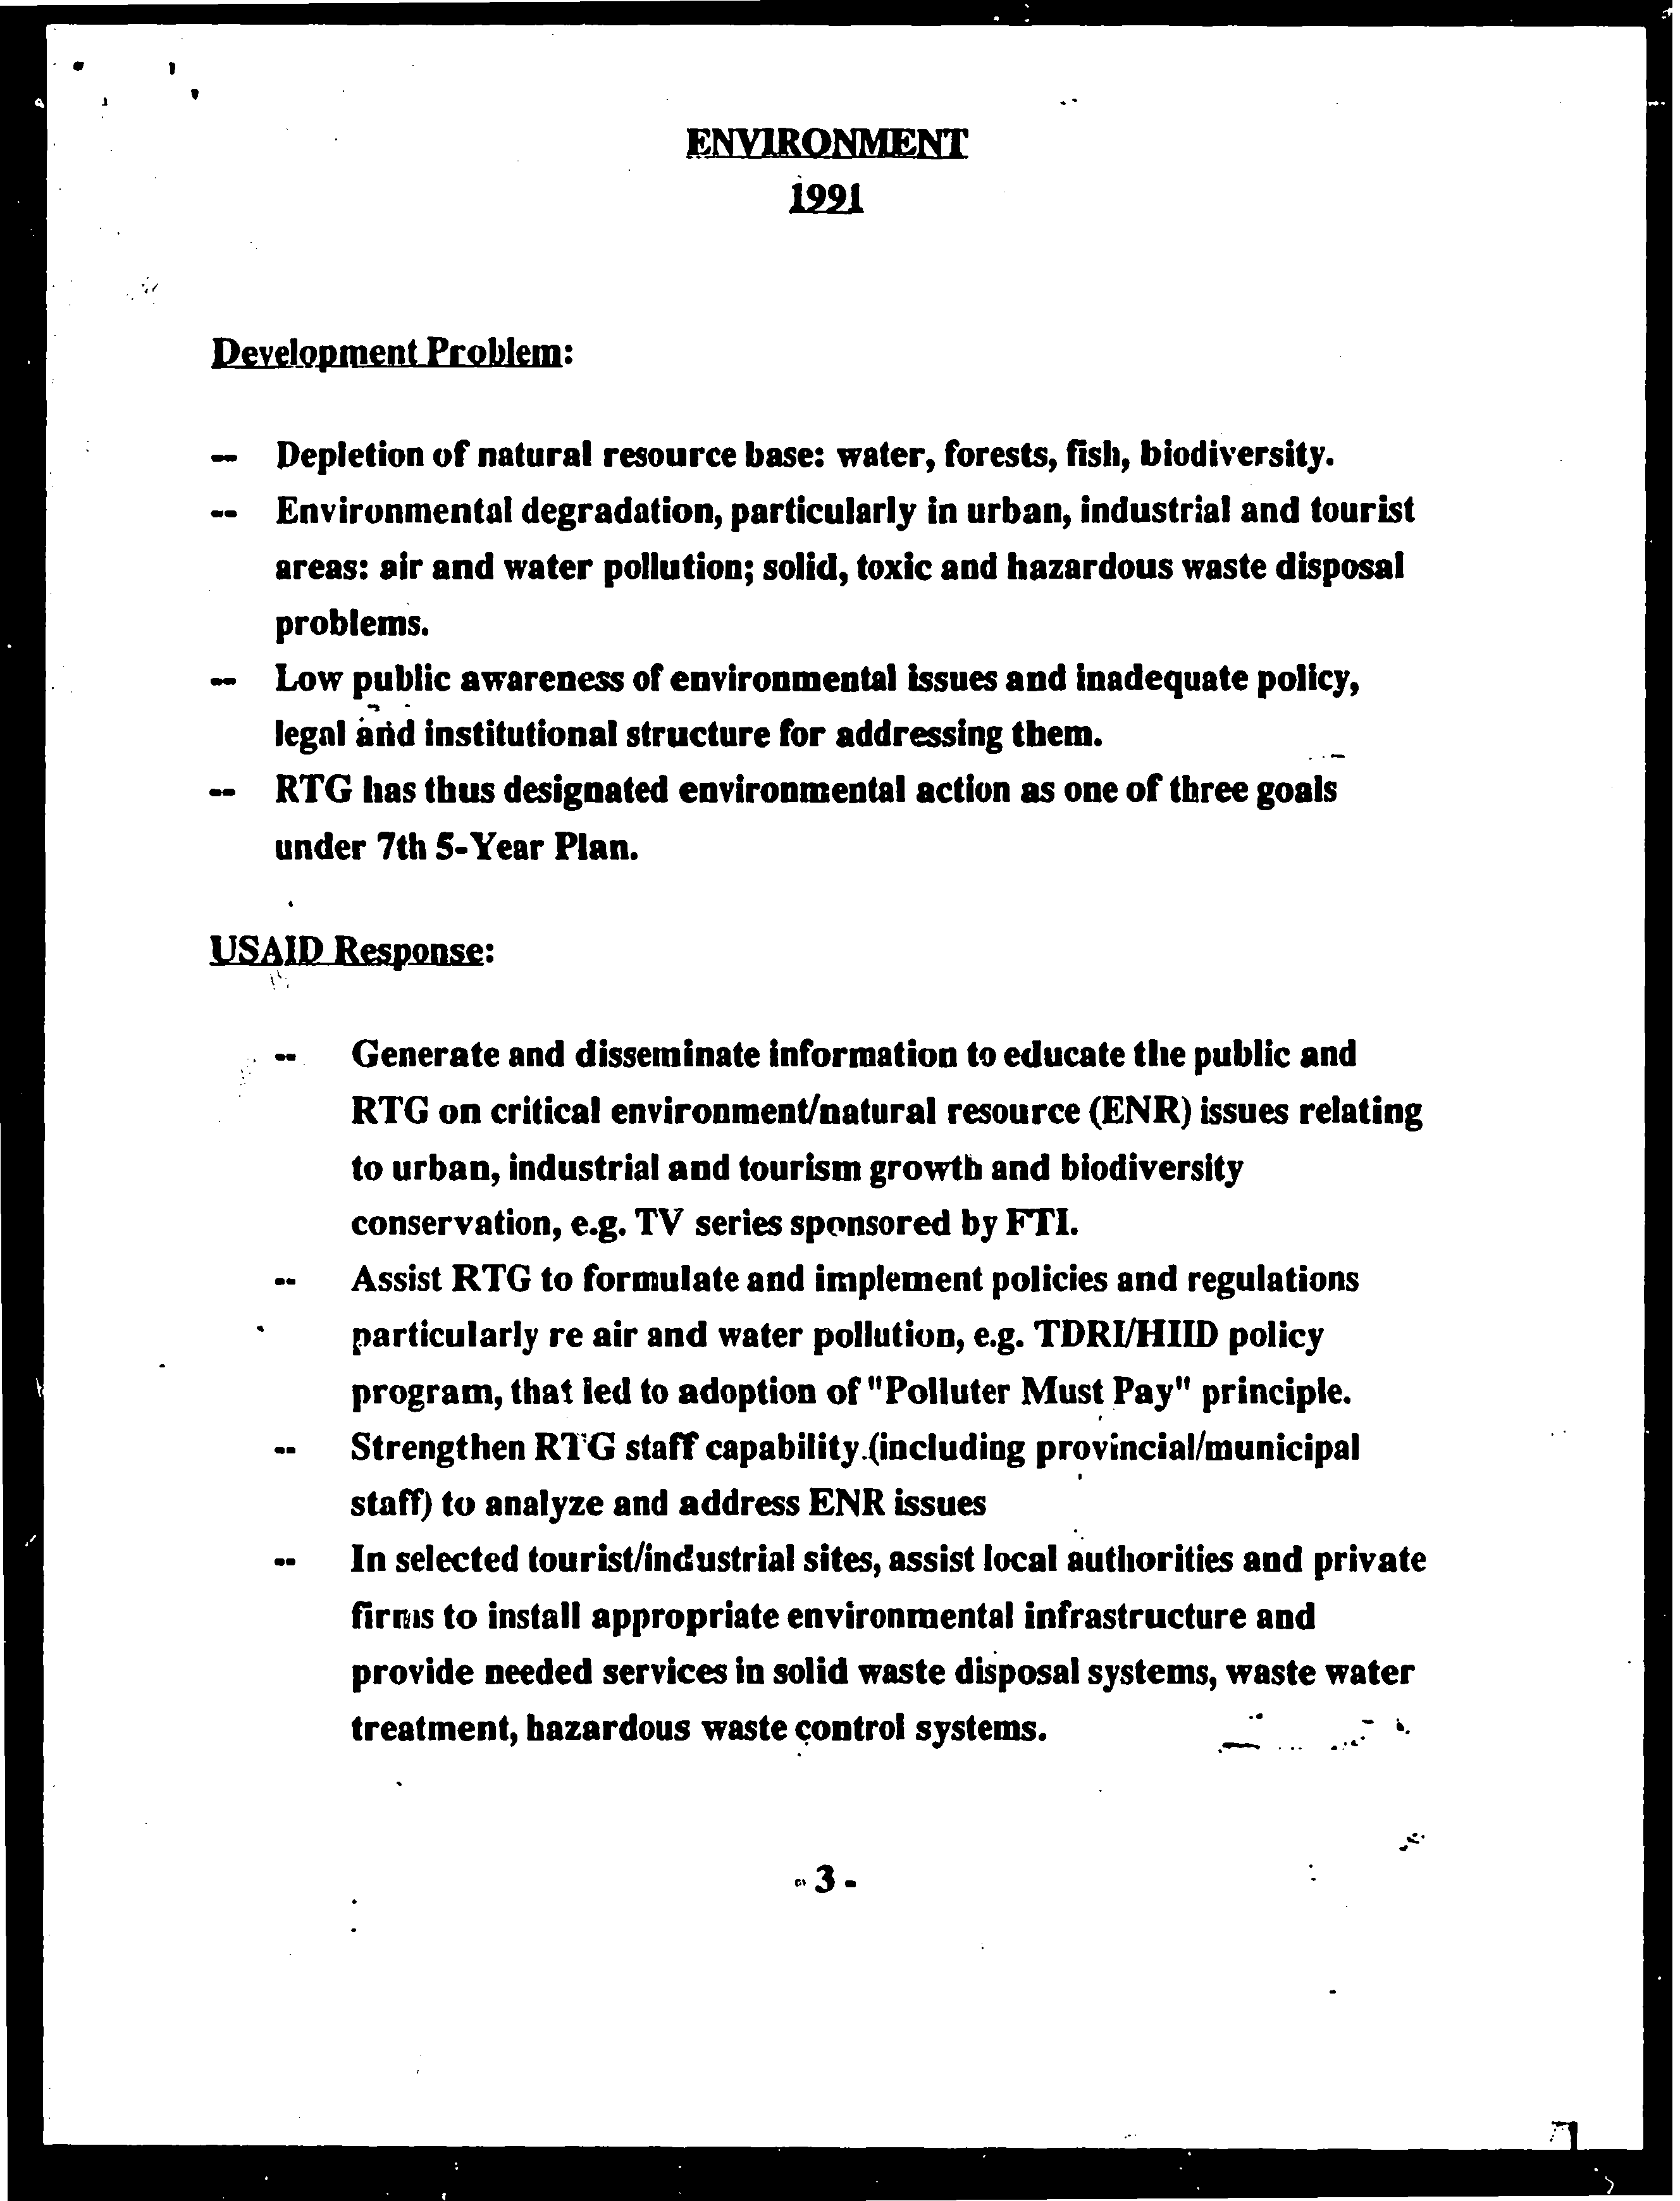 ENVIRONMENT
1991
Development Problem:
-- Depletion of natural resource base: water, forests, fish, biodiversity.
-- Environmental degradation, particularly in urban, industrial and tourist
areas: air and water pollution; solid, toxic and hazardous waste disposal
problems.
-- Low public awareness of environmental issues and inadequate policy,
legal and institutional structure for addressing them.
-- RTG has thus designated environmental action as one of three goals
under 7th 5-Year Plan.
USAID Response:
-- Generate and disseminate information to educate the public and
RTG on critical environment/natural resource (ENR) issues relating
to urban, industrial and tourism growth and biodiversity
conservation, e.g. TV series sponsored by FTI.
-- Assist RTG to formulate and implement policies and regulations
particularly re air and water pollution, e.g. TDRI/HIID policy
program, that led to adoption of "Polluter Must Pay" principle.
-- Strengthen RTG staff capability (including provincial/municipal
staff) to analyze and address ENR issues
-- In selected tourist/industrial sites, assist local authorities and private
firms to install appropriate environmental infrastructure and
provide needed services in solid waste disposal systems, waste water
treatment, hazardous waste control systems.
- 3 -